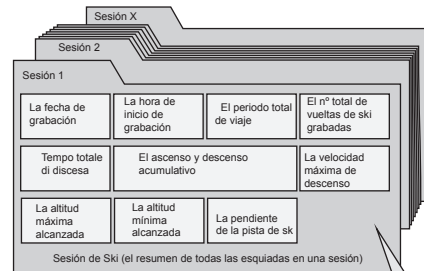 Sesión X
Sesión 2
Sesión 1
La fecha de
grabación
La hora de
inicio de
grabación
El periodo total
de viaje
El nº total de
vueltas de ski
grabadas
Tempo totale
di discesa
El ascenso y descenso
acumulativo
La velocidad
máxima de
descenso
La altitud
máxima
alcanzada
La altitud
mínima
alcanzada
La pendiente
de la pista de sk
Sesión de Ski (el resumen de todas las esquiadas en una sesión)